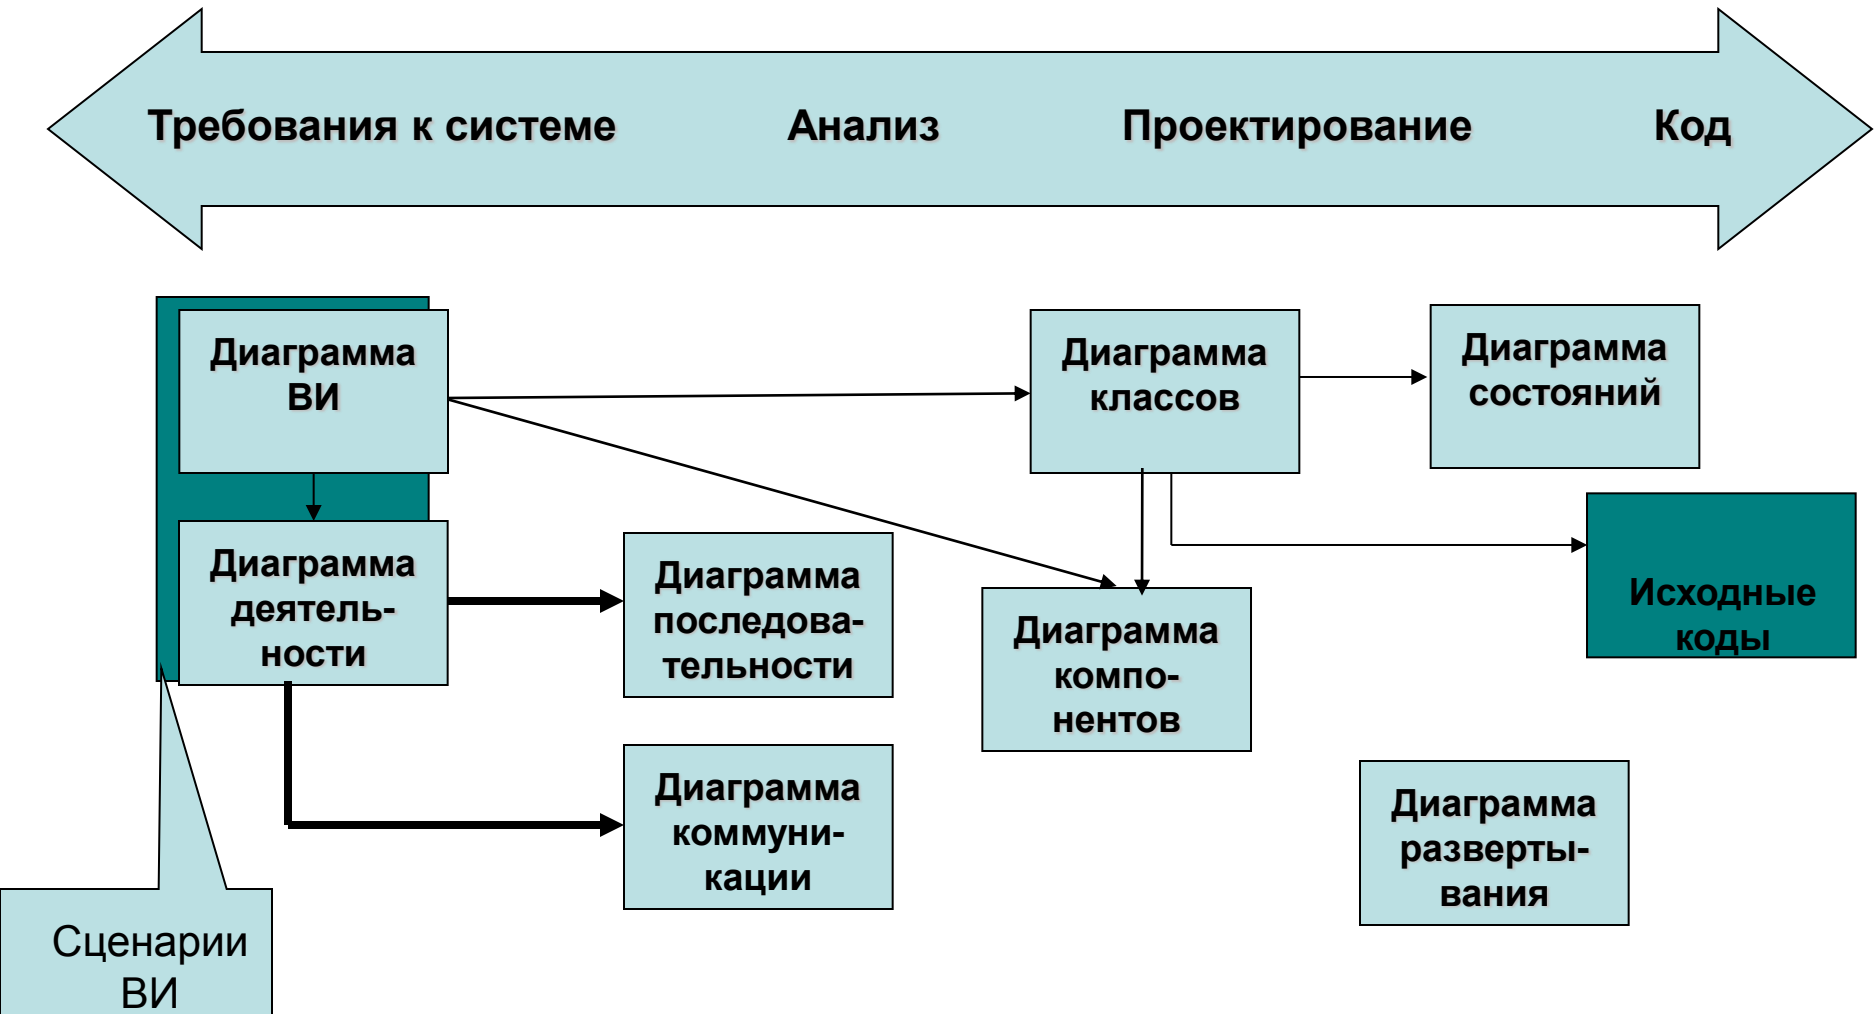 Требования к системе Анализ Проектирование Код
Диаграмма
ВИ
Диаграмма
классов
Диаграмма
состояний
Диаграмма
деятель-
ности
Диаграмма
последова-
тельности
Диаграмма
компо-
нентов
Исходные
коды
Диаграмма
коммуни-
кации
Диаграмма
разверты-
вания
Сценарии
ВИ